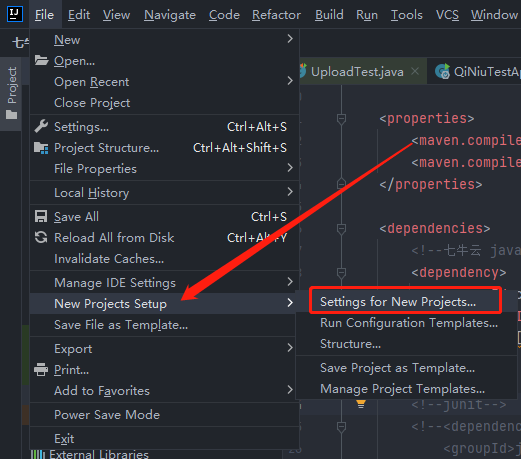 IJ File Edit View Navigate Code Refactor Build Run Tools VCS Window
Project
New
Open...
Open Recent
Close Project
Settings... Ctrl+Alt+S
Project Structure... Ctrl+Alt+Shift+S
File Properties
Local History
Save All Ctrl+S
Reload All from Disk Ctrl+Alt+Y
Invalidate Caches...
Manage IDE Settings
New Projects Setup
Save File as Template...
Export
Print...
Add to Favorites
Power Save Mode
Exit
External Libraries
Settings for New Projects...
Run Configuration Templates...
Structure...
Save Project as Template...
Manage Project Templates...
UploadTest.java QiNiuTestAp
<properties>
<maven.compile
<maven.compile
</properties>
<dependencies>
<!--七牛云 java
<dependency>
<!--junit-->
<!--<dependenc
<groupId>j